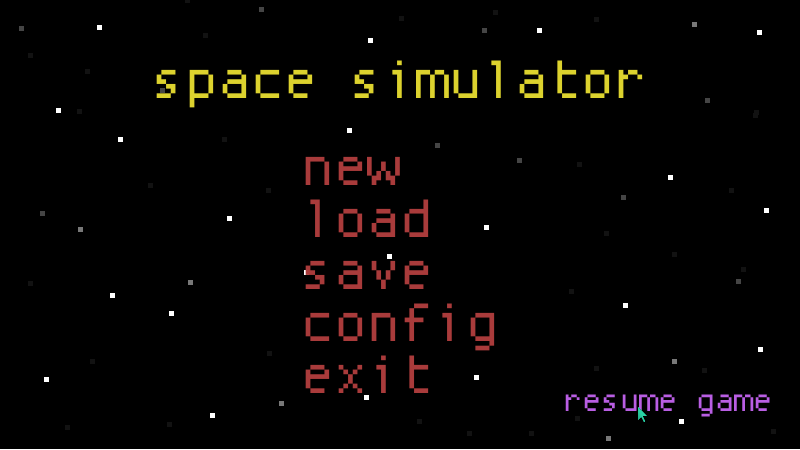 space simulator
new
load
save
config
exit
resume game